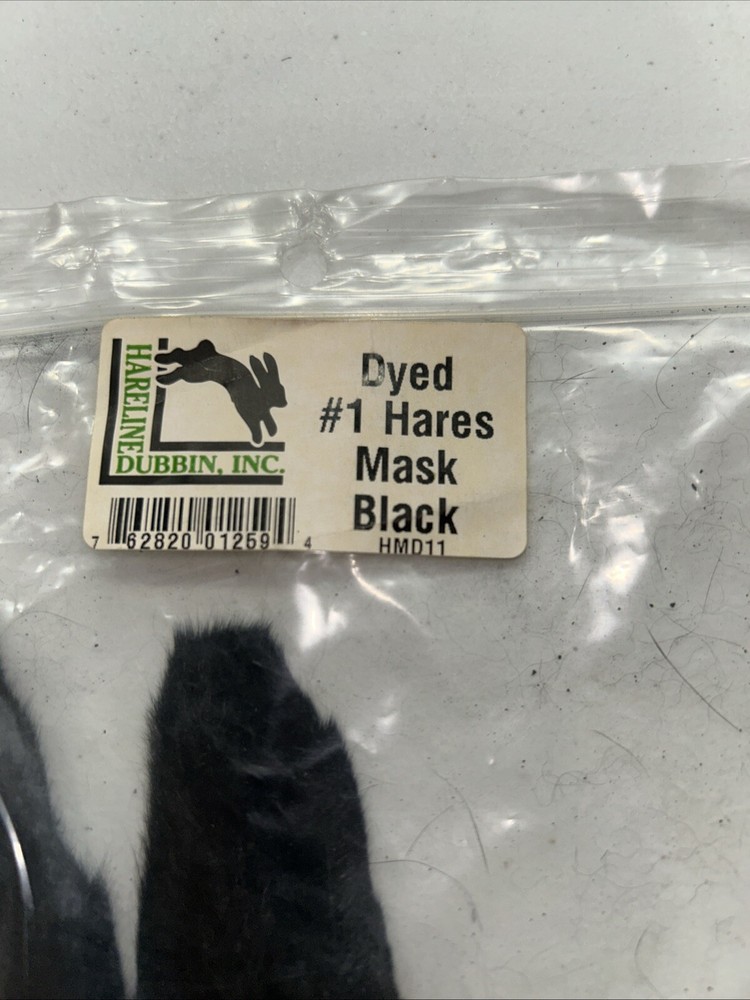 HARELINE
DUBBIN, INC.
Dyed
#1 Hares
Mask
Black
HMD11
7 62820 01259 4